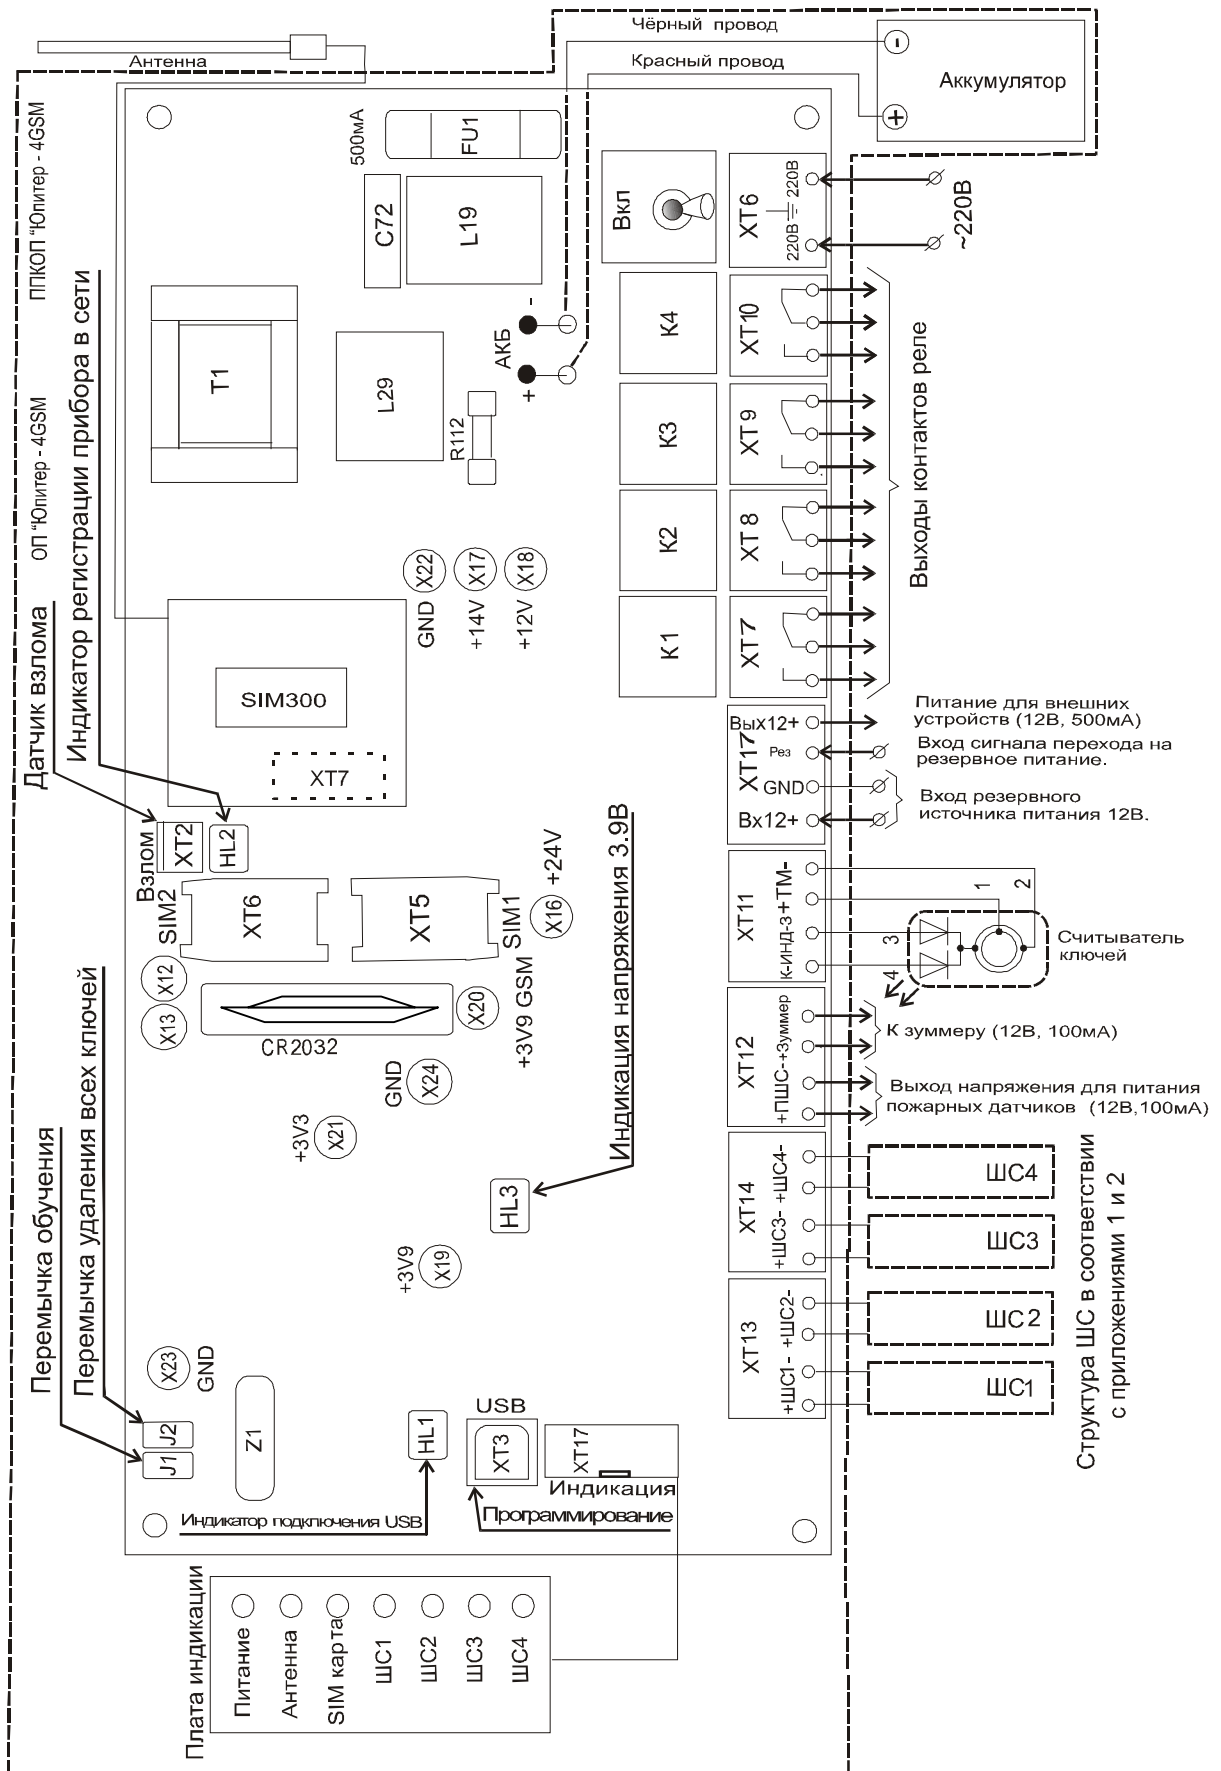 Чёрный провод
Антенна
Красный провод
Аккумулятор
-
+
ППКОП "Юпитер - 4GSM
ОП "Юпитер - 4GSM
500мА
FU1
C72
L19
Вкл
XT6
220В 220В
~220В
Индикатор регистрации прибора в сети
Датчик взлома
T1
L29
R112
АКБ
-
+
K4
XT10
K3
XT9
K2
XT8
K1
XT7
Выходы контактов реле
X22
GND
X17
+14V
X18
+12V
SIM300
XT7
Взлом
XT2
HL2
XT17
Вых12+
Рез
GND
Вх12+
Питание для внешних
устройств (12В, 500мА)
Вход сигнала перехода на
резервное питание.
Вход резервного
источника питания 12В.
SIM2
XT6
XT5
SIM1
X16
+24V
Индикация напряжения 3.9В
XT11
к-инд-з+ТМ-
1
2
3
4
Считыватель
ключей
X12
X13
CR2032
X20
+3V9 GSM
GND
X24
+3V3
X21
XT12
+ПШС-+Зуммер
К зуммеру (12В, 100мА)
Выход напряжения для питания
пожарных датчиков (12В,100мА)
HL3
+3V9
X19
XT14
+ШС3- +ШС4-
ШС4
ШС3
XT13
+ШС1- +ШС2-
ШС2
ШС1
Структура ШС в соответствии
с приложениями 1 и 2
Перемычка обучения
Перемычка удаления всех ключей
X23
GND
J2
J1
Z1
HL1
USB
XT3
XT17
Индикация
Индикатор подключения USB
Программирование
Плата индикации
Питание
Антенна
SIM карта
ШС1
ШС2
ШС3
ШС4